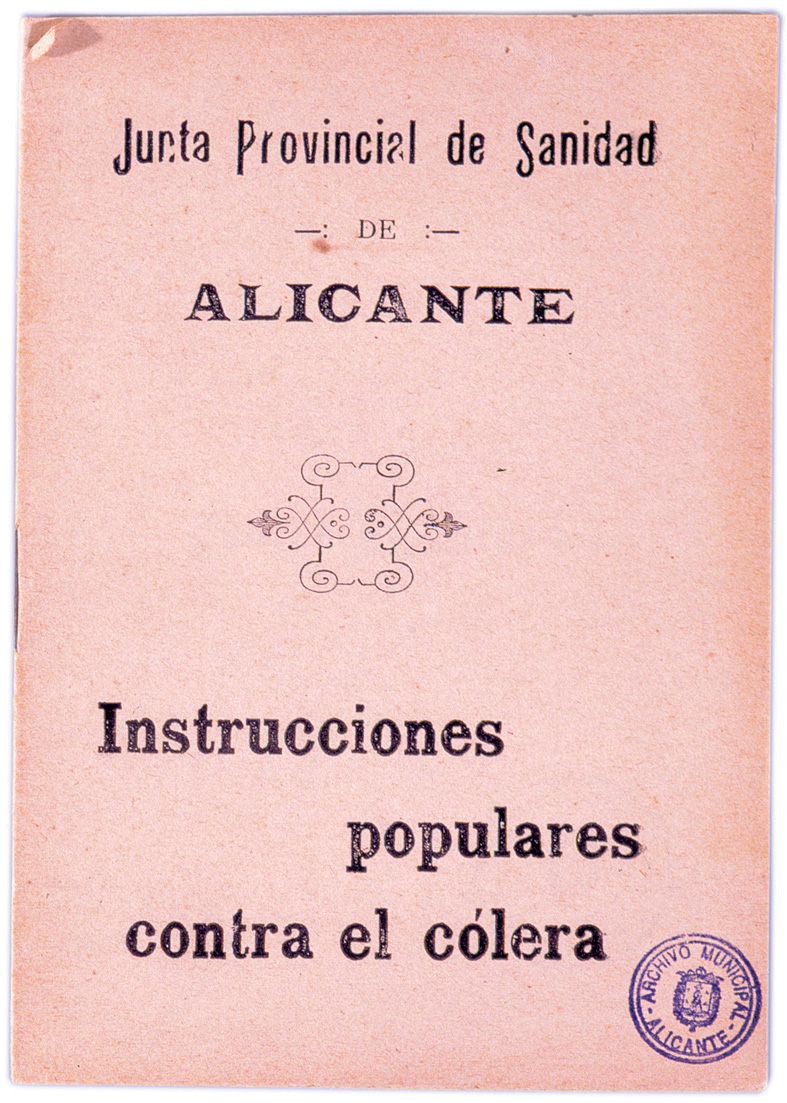 Junta Provincial de Sanidad
—: DE :—
ALICANTE
Instrucciones
populares
contra el cólera
- ARCHIVO MUNICIPAL -
ALICANTE